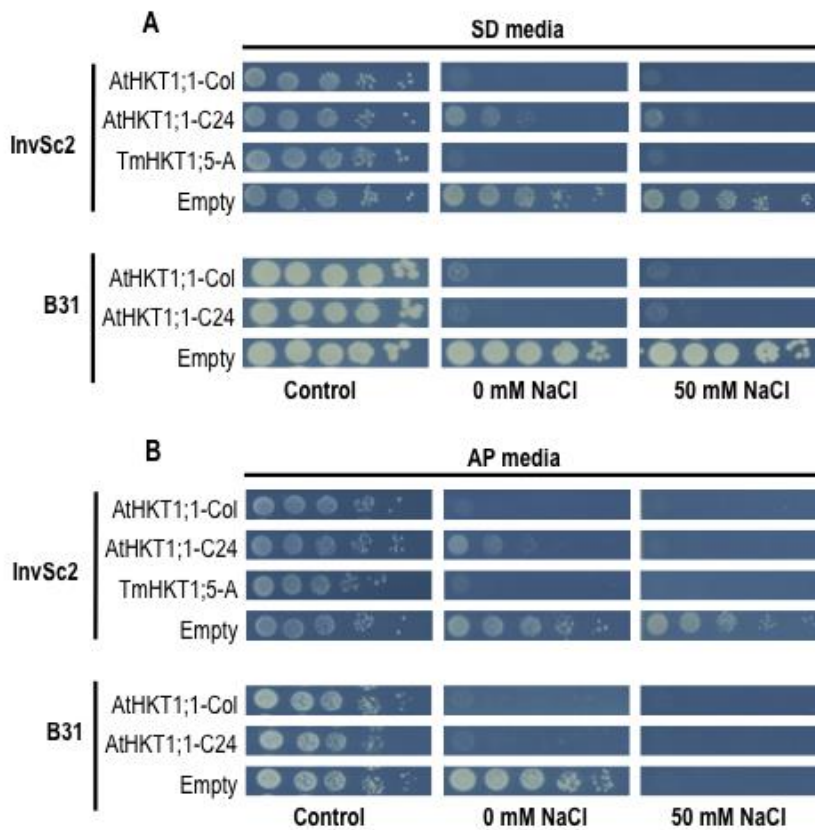 A
SD media
InvSc2
AtHKT1;1-Col
AtHKT1;1-C24
TmHKT1;5-A
Empty
B31
AtHKT1;1-Col
AtHKT1;1-C24
Empty
Control 0 mM NaCl 50 mM NaCl
B
AP media
InvSc2
AtHKT1;1-Col
AtHKT1;1-C24
TmHKT1;5-A
Empty
B31
AtHKT1;1-Col
AtHKT1;1-C24
Empty
Control 0 mM NaCl 50 mM NaCl